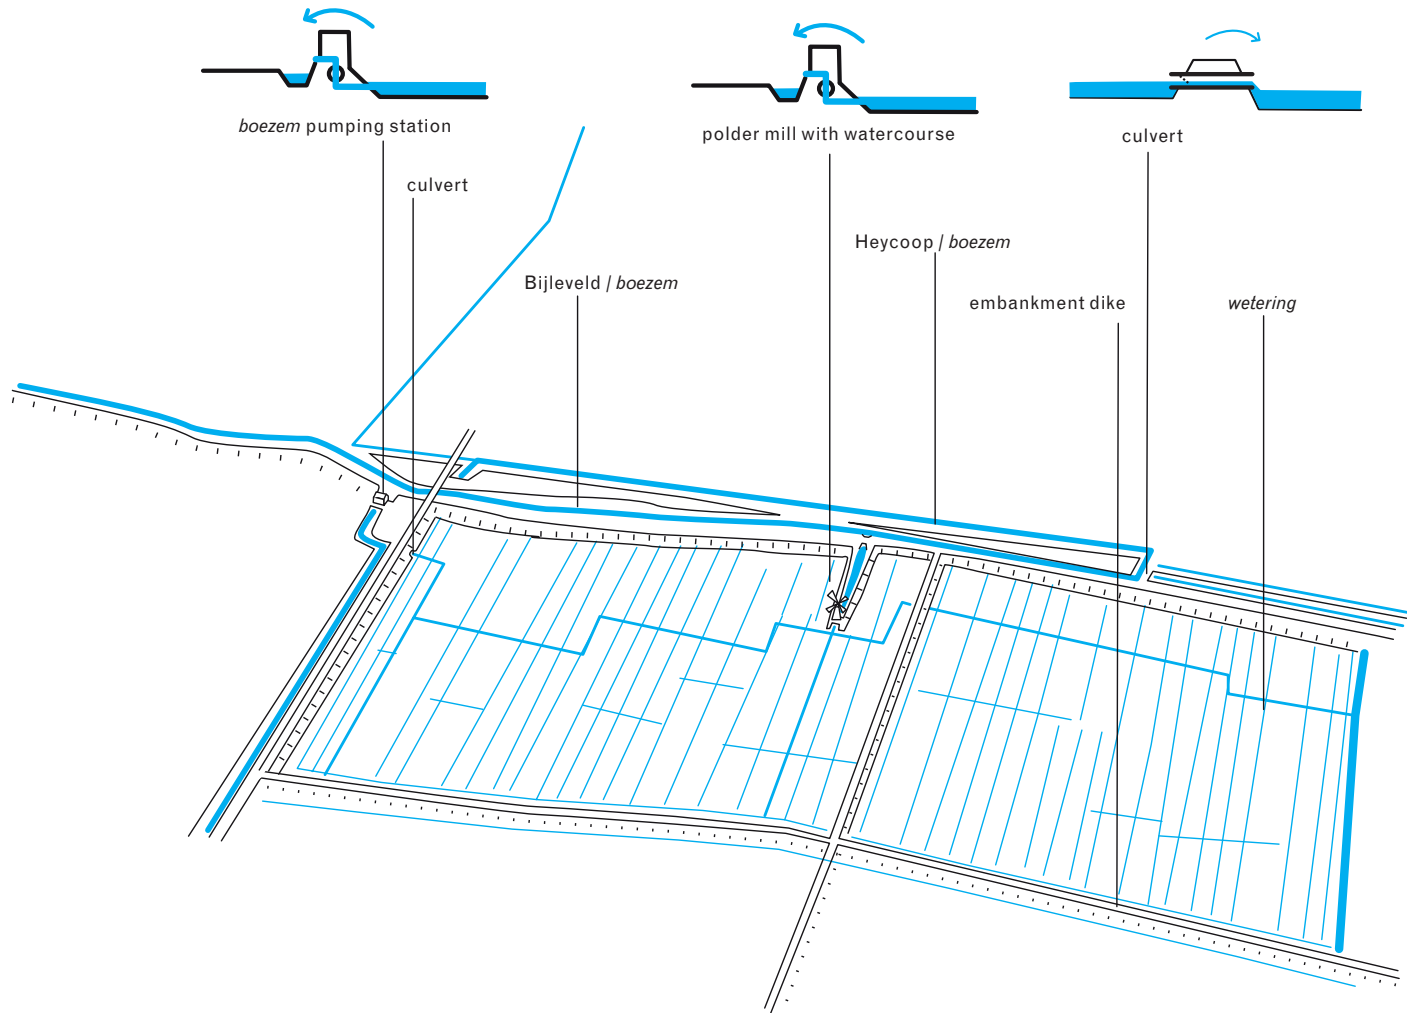 boezem pumping station
polder mill with watercourse
culvert
culvert
Heycoop / boezem
Bijleveld / boezem
embankment dike
wetering